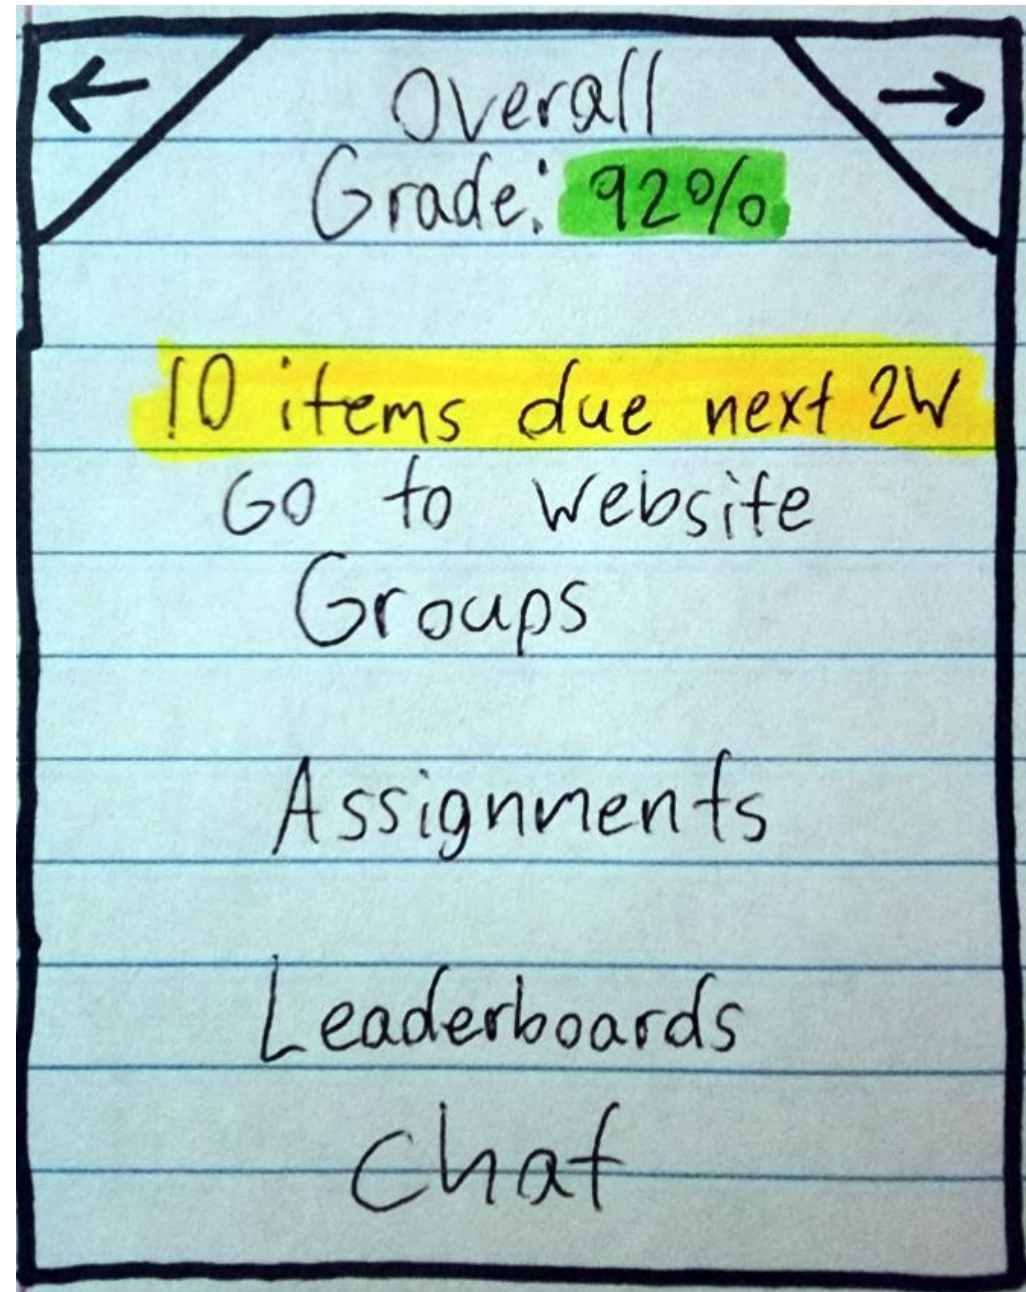 Overall
Grade: 92%
10 items due next 2W
Go to website
Groups
Assignments
Leaderboards
Chat